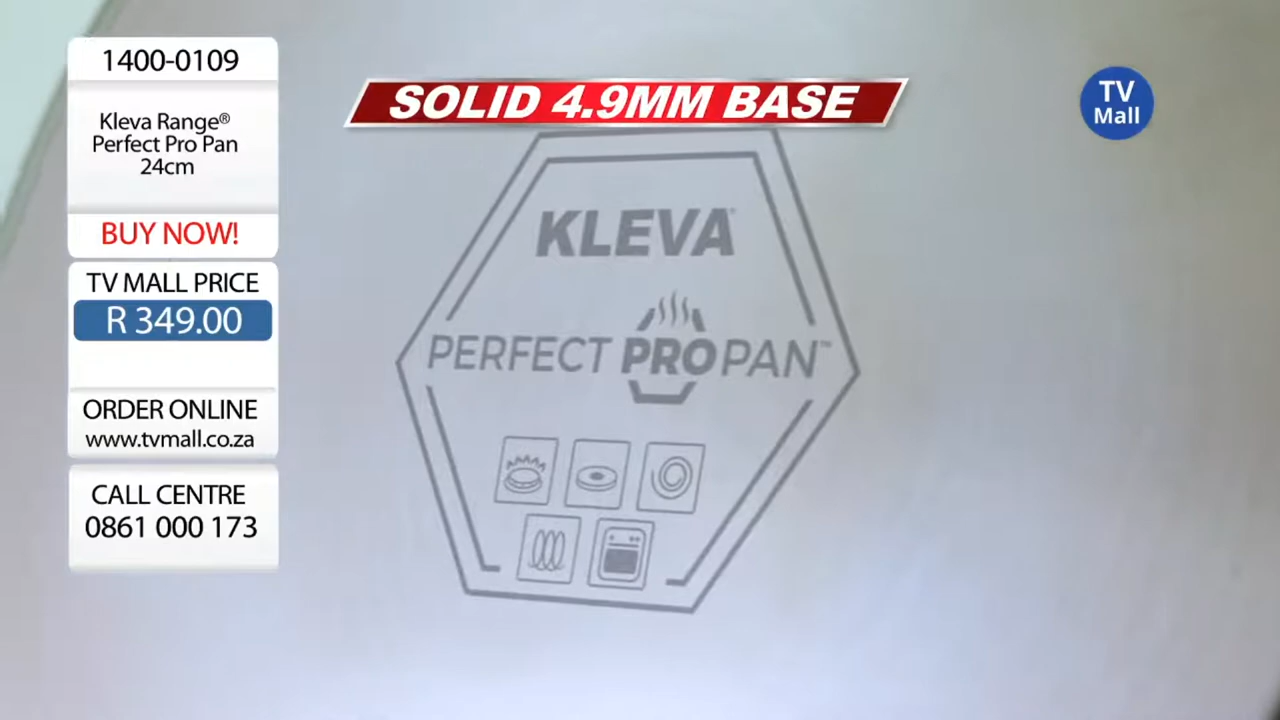 1400-0109
Kleva Range®
Perfect Pro Pan
24cm
BUY NOW!
TV MALL PRICE
R 349.00
ORDER ONLINE
www.tvmall.co.za
CALL CENTRE
0861 000 173
SOLID 4.9MM BASE
KLEVA®
PERFECT PRO PAN™
TV
Mall